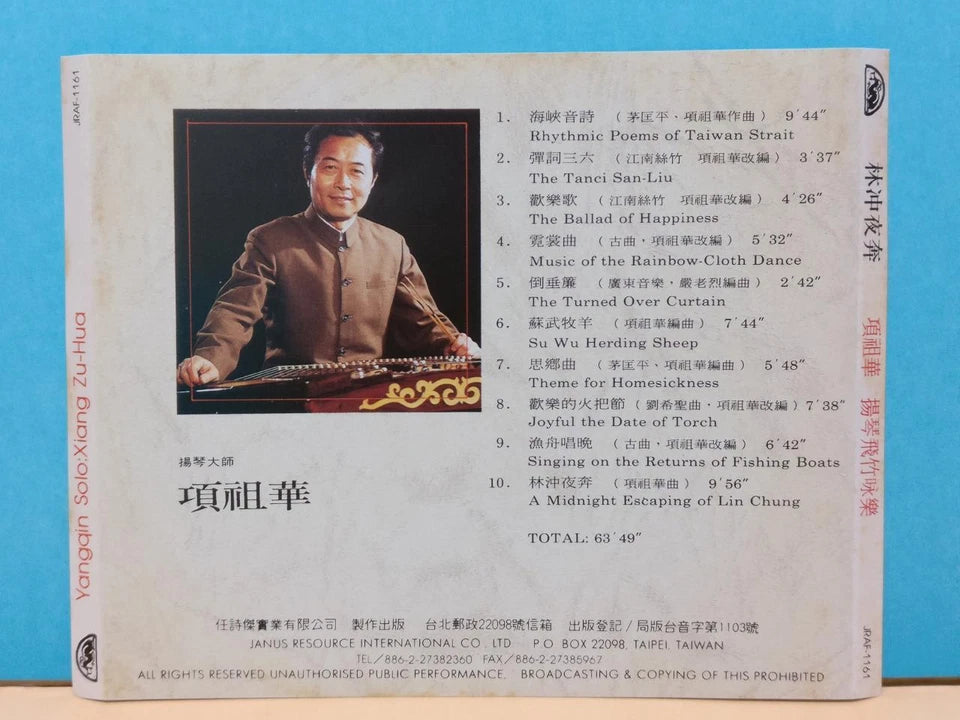 JRAF-1161
Yangqin Solo:Xiang Zu-Hua
揚琴大師
項祖華
1. 海峽音詩 (茅匡平、項祖華作曲) 9′44″
Rhythmic Poems of Taiwan Strait
2. 彈詞三六 (江南絲竹 項祖華改編) 3′37″
The Tanci San-Liu
3. 歡樂歌 (江南絲竹 項祖華改編) 4′26″
The Ballad of Happiness
4. 霓裳曲 (古曲,項祖華改編) 5′32″
Music of the Rainbow-Cloth Dance
5. 倒垂簾 (廣東音樂,嚴老烈編曲) 2′42″
The Turned Over Curtain
6. 蘇武牧羊 (項祖華編曲) 7′44″
Su Wu Herding Sheep
7. 思鄉曲 (茅匡平、項祖華編曲) 5′48″
Theme for Homesickness
8. 歡樂的火把節 (劉希聖曲,項祖華改編) 7′38″
Joyful the Date of Torch
9. 漁舟唱晚 (古曲,項祖華改編) 6′42″
Singing on the Returns of Fishing Boats
10. 林沖夜奔 (項祖華曲) 9′56″
A Midnight Escaping of Lin Chung
TOTAL: 63′49″
任詩傑實業有限公司 製作出版 台北郵政22098號信箱 出版登記/局版台音字第1103號
JANUS RESOURCE INTERNATIONAL CO., LTD. P.O. BOX 22098, TAIPEI, TAIWAN
TEL/886-2-27382360 FAX/886-2-27385967
ALL RIGHTS RESERVED UNAUTHORISED PUBLIC PERFORMANCE. BROADCASTING & COPYING OF THIS PROHIBITED
林冲夜奔 項祖華 揚琴飛竹咏樂
JRAF-1161